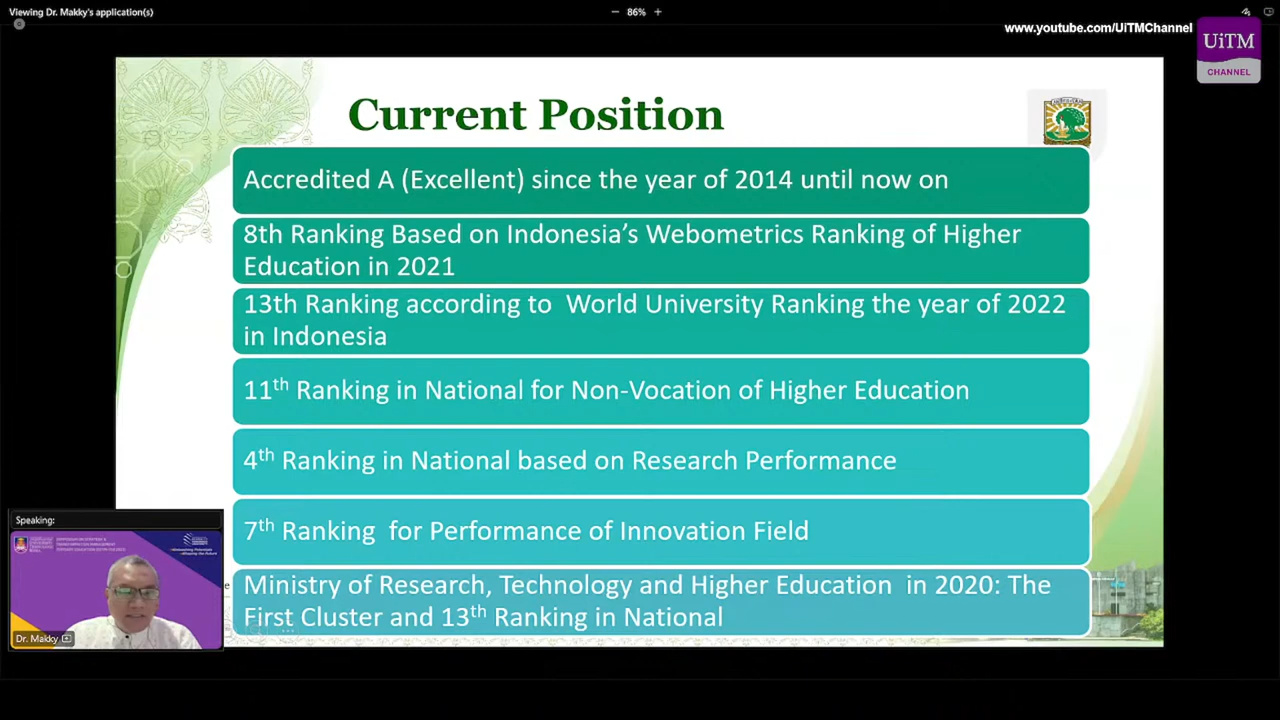 Viewing Dr. Makky's application(s)
86%
www.youtube.com/UiTMChannel
UiTM
CHANNEL
Current Position
Accredited A (Excellent) since the year of 2014 until now on
8th Ranking Based on Indonesia's Webometrics Ranking of Higher
Education in 2021
13th Ranking according to World University Ranking the year of 2022
in Indonesia
11th Ranking in National for Non-Vocation of Higher Education
4th Ranking in National based on Research Performance
7th Ranking for Performance of Innovation Field
Ministry of Research, Technology and Higher Education in 2020: The
First Cluster and 13th Ranking in National
Speaking:
Dr. Makky